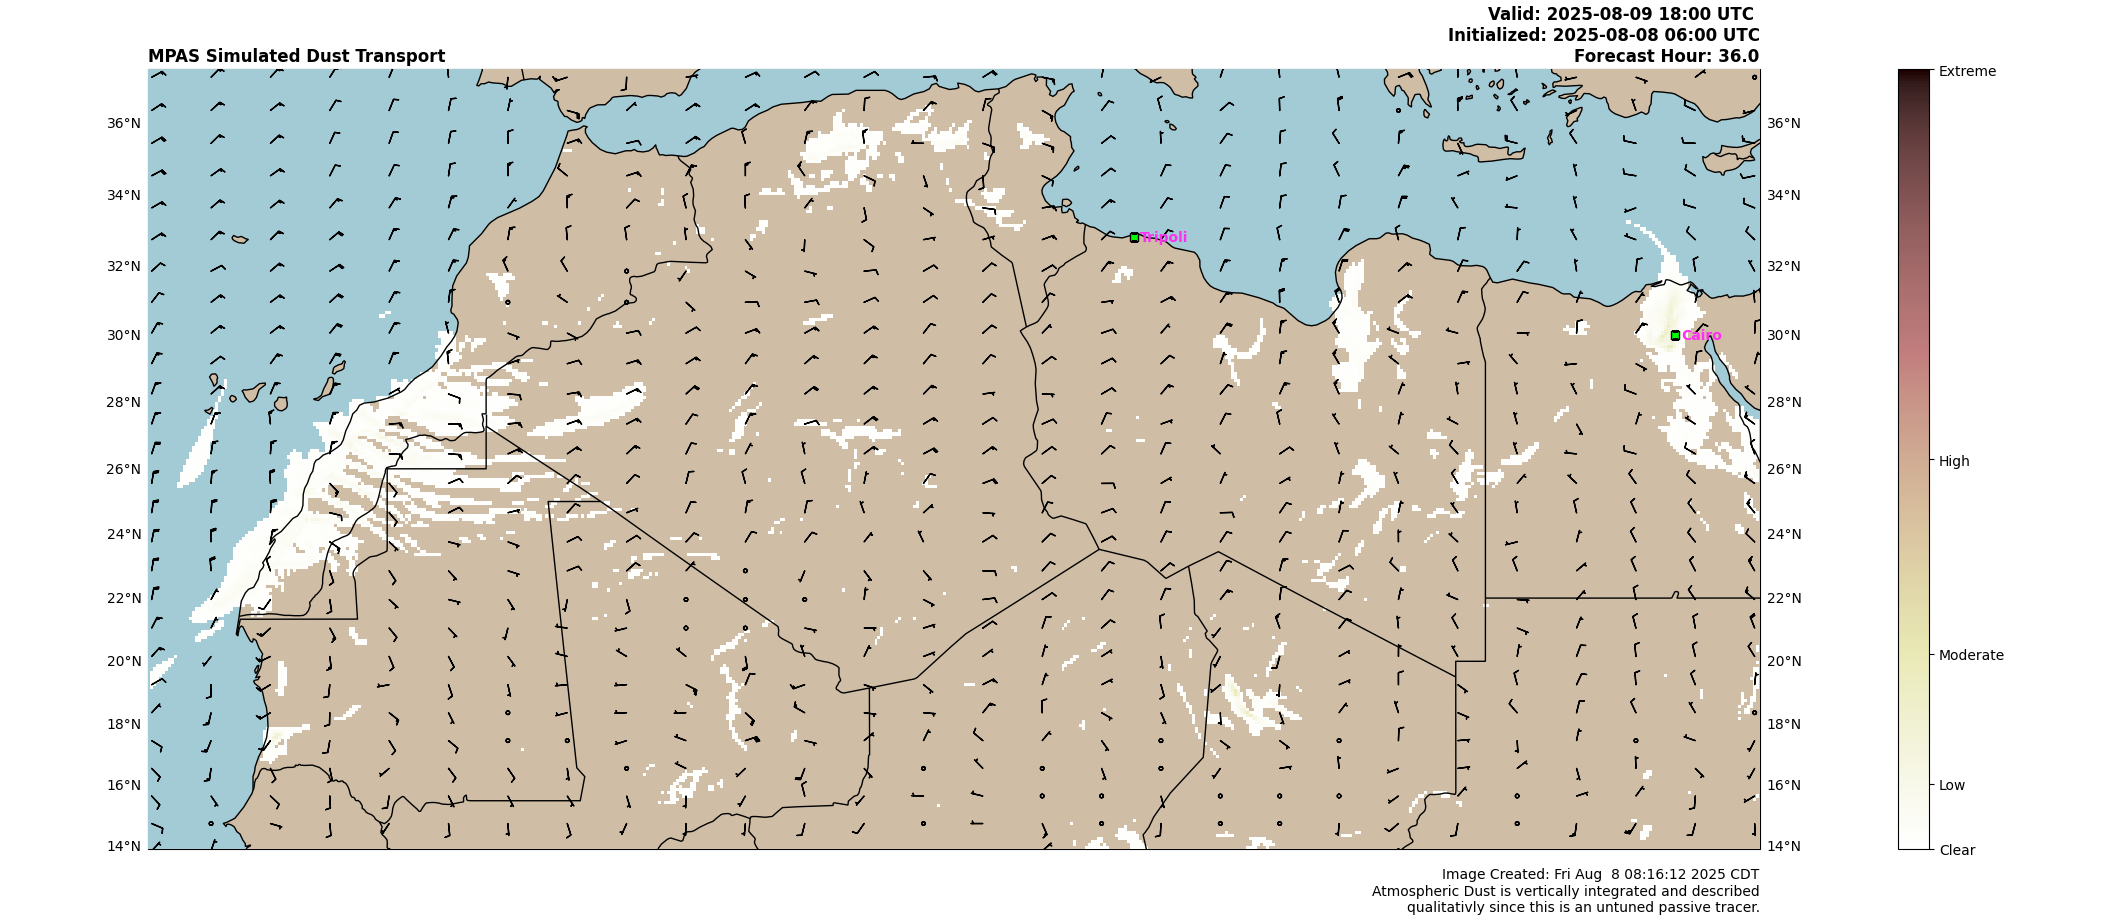 Valid: 2025-08-09 18:00 UTC
Initialized: 2025-08-08 06:00 UTC
MPAS Simulated Dust Transport
Forecast Hour: 36.0
Extreme
36°N
36°N
34°N
34°N
Tripoli
32°N
32°N
30°N
Cairo
30°N
28°N
28°N
26°N
26°N
High
24°N
24°N
22°N
22°N
20°N
20°N
Moderate
18°N
18°N
16°N
16°N
Low
14°N
14°N
Clear
Image Created: Fri Aug  8 08:16:12 2025 CDT
Atmospheric Dust is vertically integrated and described
qualitativly since this is an untuned passive tracer.